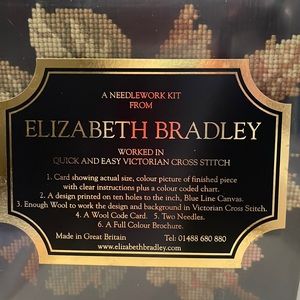 A NEEDLEWORK KIT
FROM
ELIZABETH BRADLEY
WORKED IN
QUICK AND EASY VICTORIAN CROSS STITCH
1. Card showing actual size, colour picture of finished piece
with clear instructions plus a colour coded chart.
2. A design printed on ten holes to the inch, Blue Line Canvas.
3. Enough Wool to work the design and background in Victorian Cross Stitch.
4. A Wool Code Card. 5. Two Needles.
6. A Full Colour Brochure.
Made in Great Britain Tel: 01488 680 880
www.elizabethbradley.com